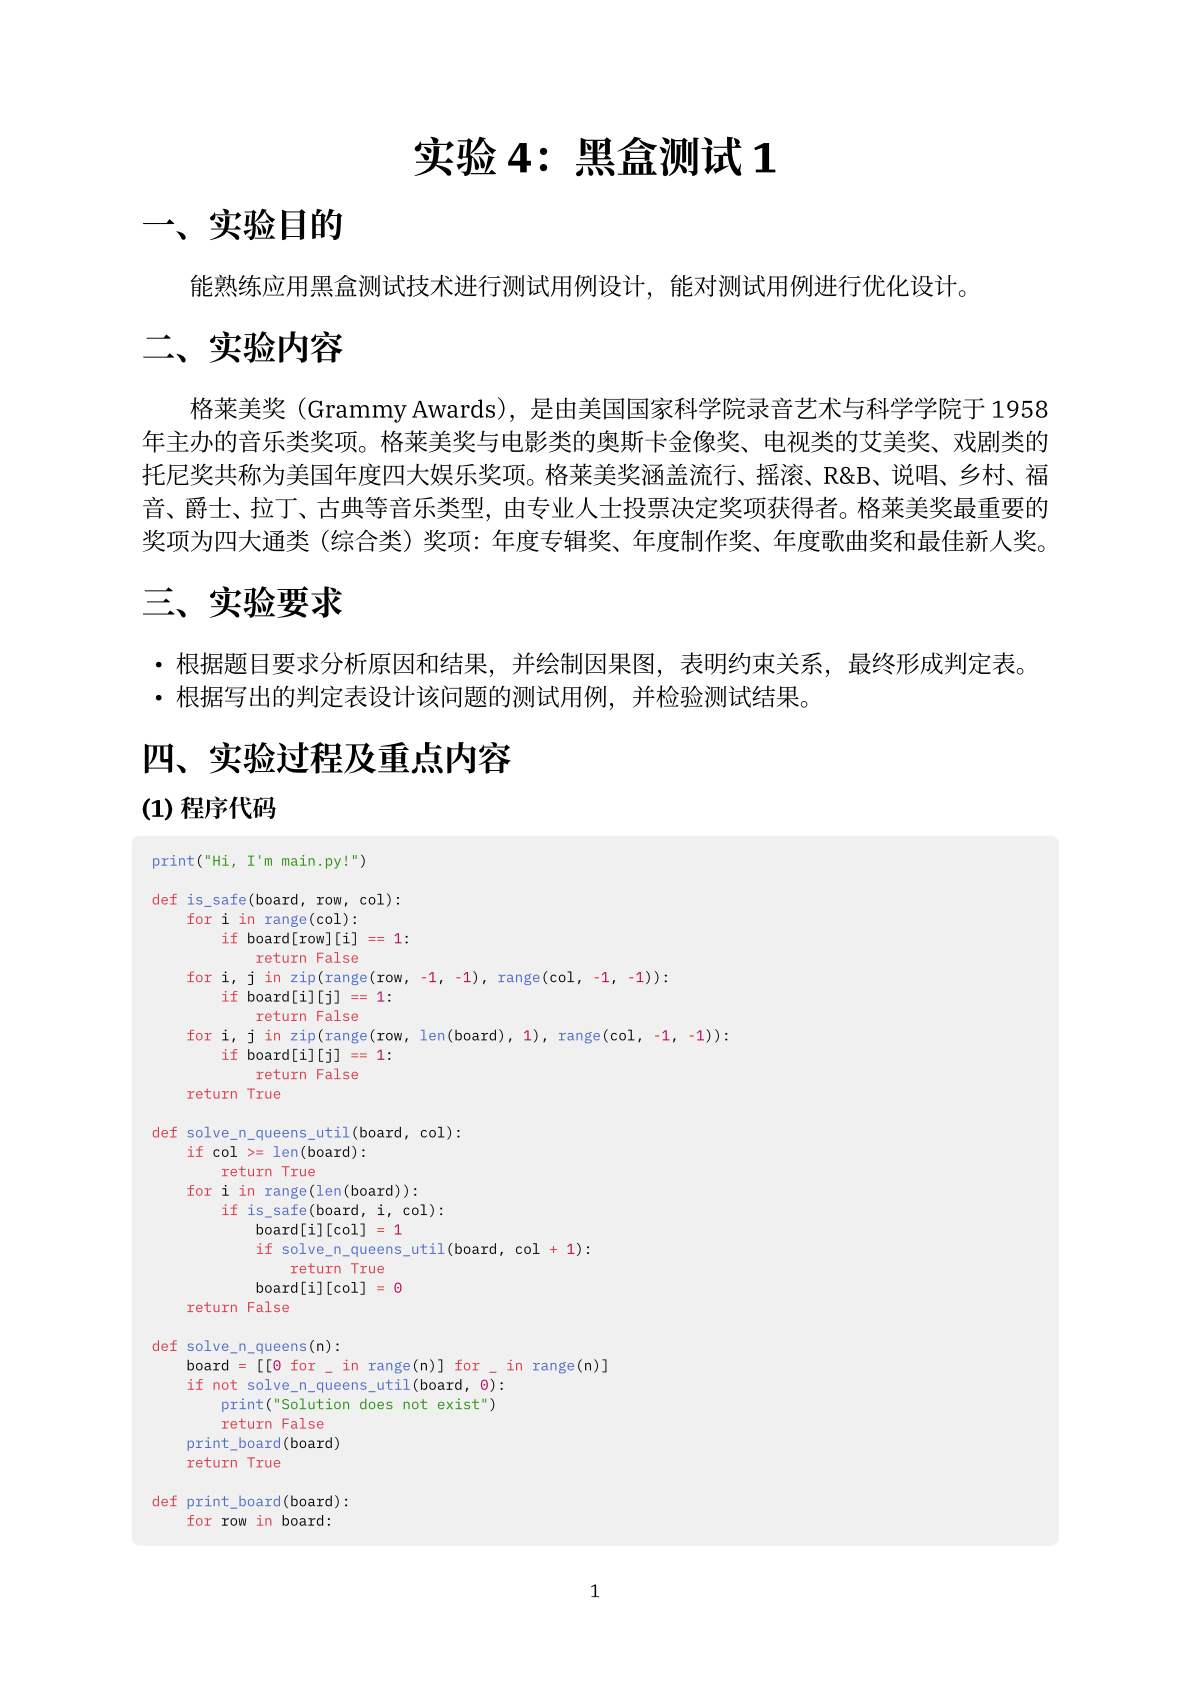 实验 4：黑盒测试 1
一、实验目的
能熟练应用黑盒测试技术进行测试用例设计，能对测试用例进行优化设计。
二、实验内容
格莱美奖（Grammy Awards），是由美国国家科学院录音艺术与科学学院于 1958
年主办的音乐类奖项。格莱美奖与电影类的奥斯卡金像奖、电视类的艾美奖、戏剧类的
托尼奖共称为美国年度四大娱乐奖项。格莱美奖涵盖流行、摇滚、R&B、说唱、乡村、福
音、爵士、拉丁、古典等音乐类型，由专业人士投票决定奖项获得者。格莱美奖最重要的
奖项为四大通类（综合类）奖项：年度专辑奖、年度制作奖、年度歌曲奖和最佳新人奖。
三、实验要求
• 根据题目要求分析原因和结果，并绘制因果图，表明约束关系，最终形成判定表。
• 根据写出的判定表设计该问题的测试用例，并检验测试结果。
四、实验过程及重点内容
(1) 程序代码
print("Hi, I'm main.py!")
def is_safe(board, row, col):
    for i in range(col):
        if board[row][i] == 1:
            return False
    for i, j in zip(range(row, -1, -1), range(col, -1, -1)):
        if board[i][j] == 1:
            return False
    for i, j in zip(range(row, len(board), 1), range(col, -1, -1)):
        if board[i][j] == 1:
            return False
    return True
def solve_n_queens_util(board, col):
    if col >= len(board):
        return True
    for i in range(len(board)):
        if is_safe(board, i, col):
            board[i][col] = 1
            if solve_n_queens_util(board, col + 1):
                return True
            board[i][col] = 0
    return False
def solve_n_queens(n):
    board = [[0 for _ in range(n)] for _ in range(n)]
    if not solve_n_queens_util(board, 0):
        print("Solution does not exist")
        return False
    print_board(board)
    return True
def print_board(board):
    for row in board:
1